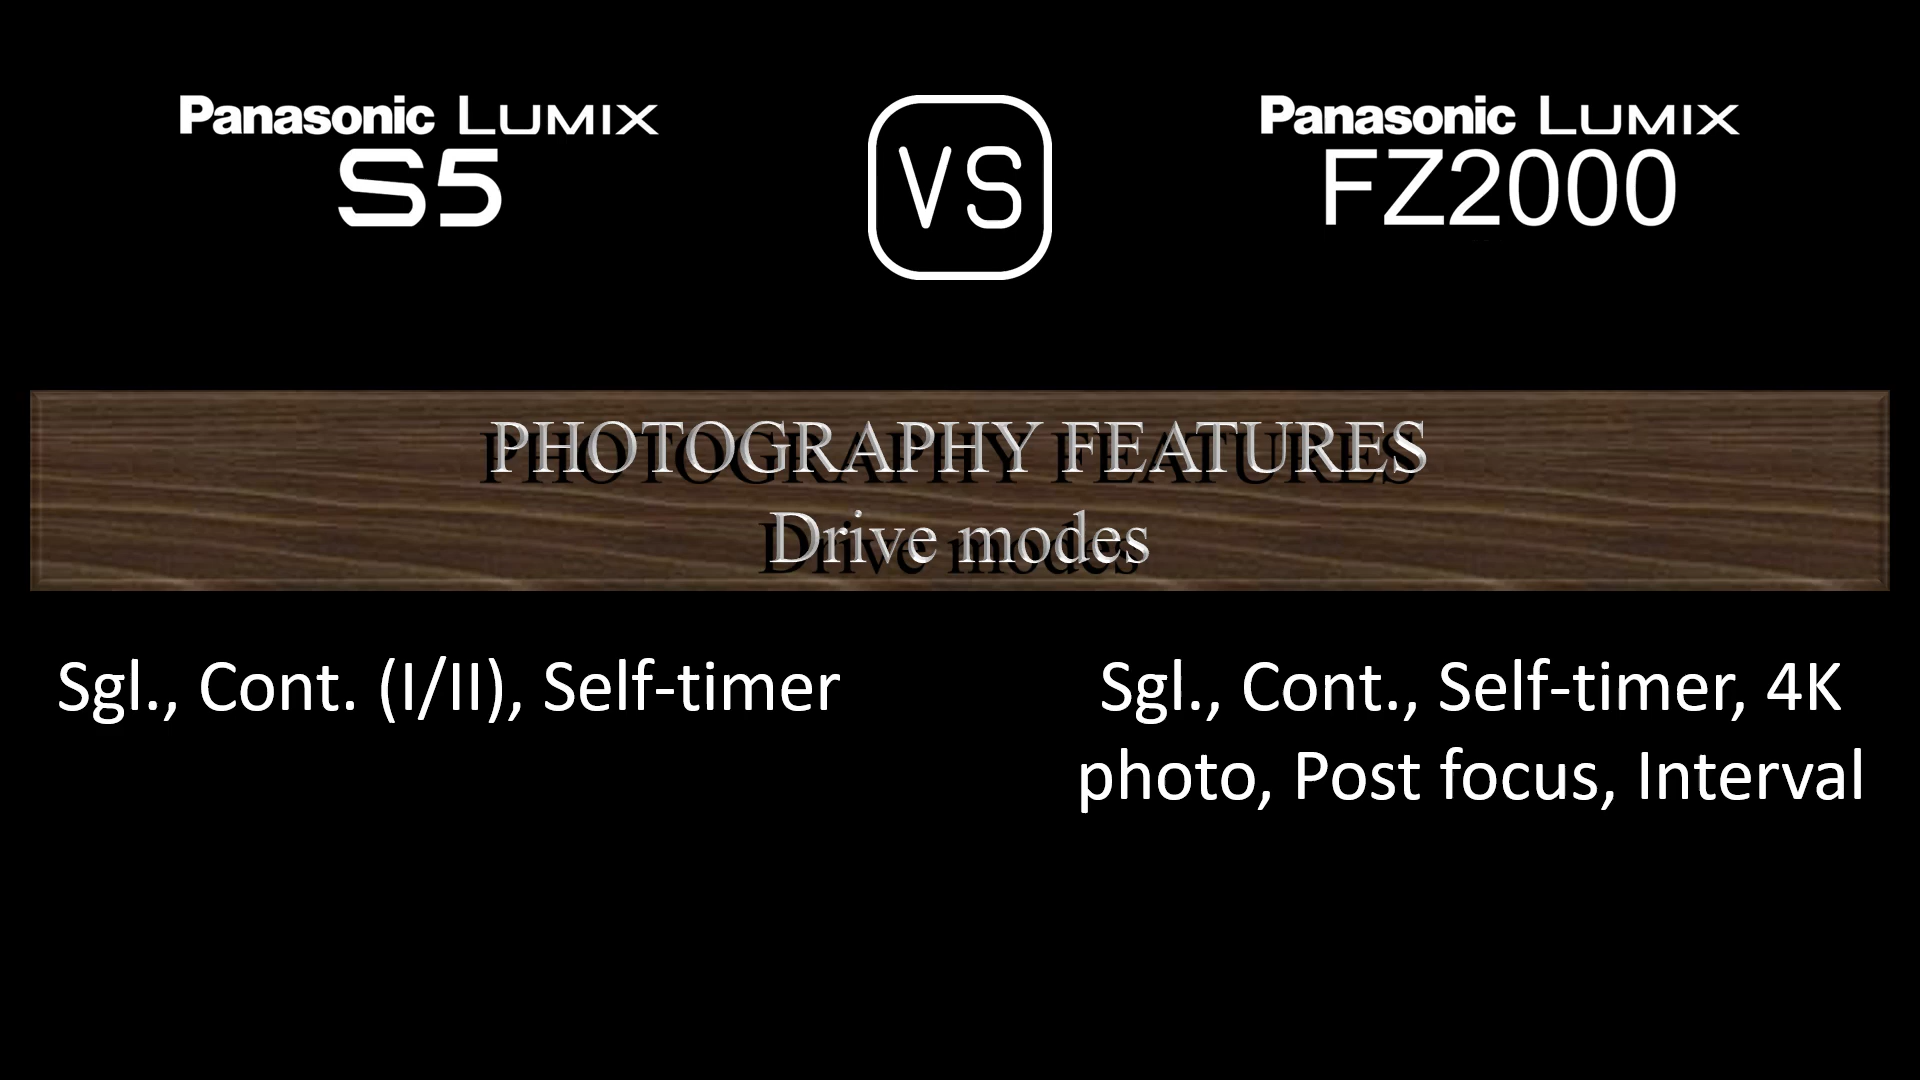 Panasonic LUMIX
S5
VS
Panasonic LUMIX
FZ2000
PHOTOGRAPHY FEATURES
Drive modes
Sgl., Cont. (I/II), Self-timer
Sgl., Cont., Self-timer, 4K
photo, Post focus, Interval